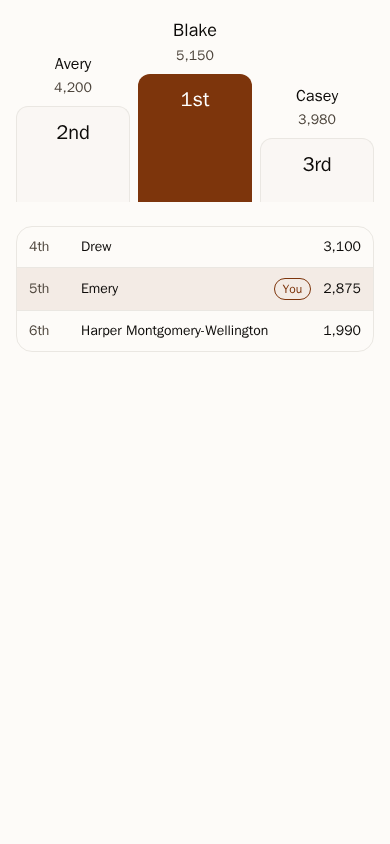 Blake
5,150
Avery
4,200
Casey
3,980
1st
2nd
3rd
4th Drew 3,100
5th Emery You 2,875
6th Harper Montgomery-Wellington 1,990